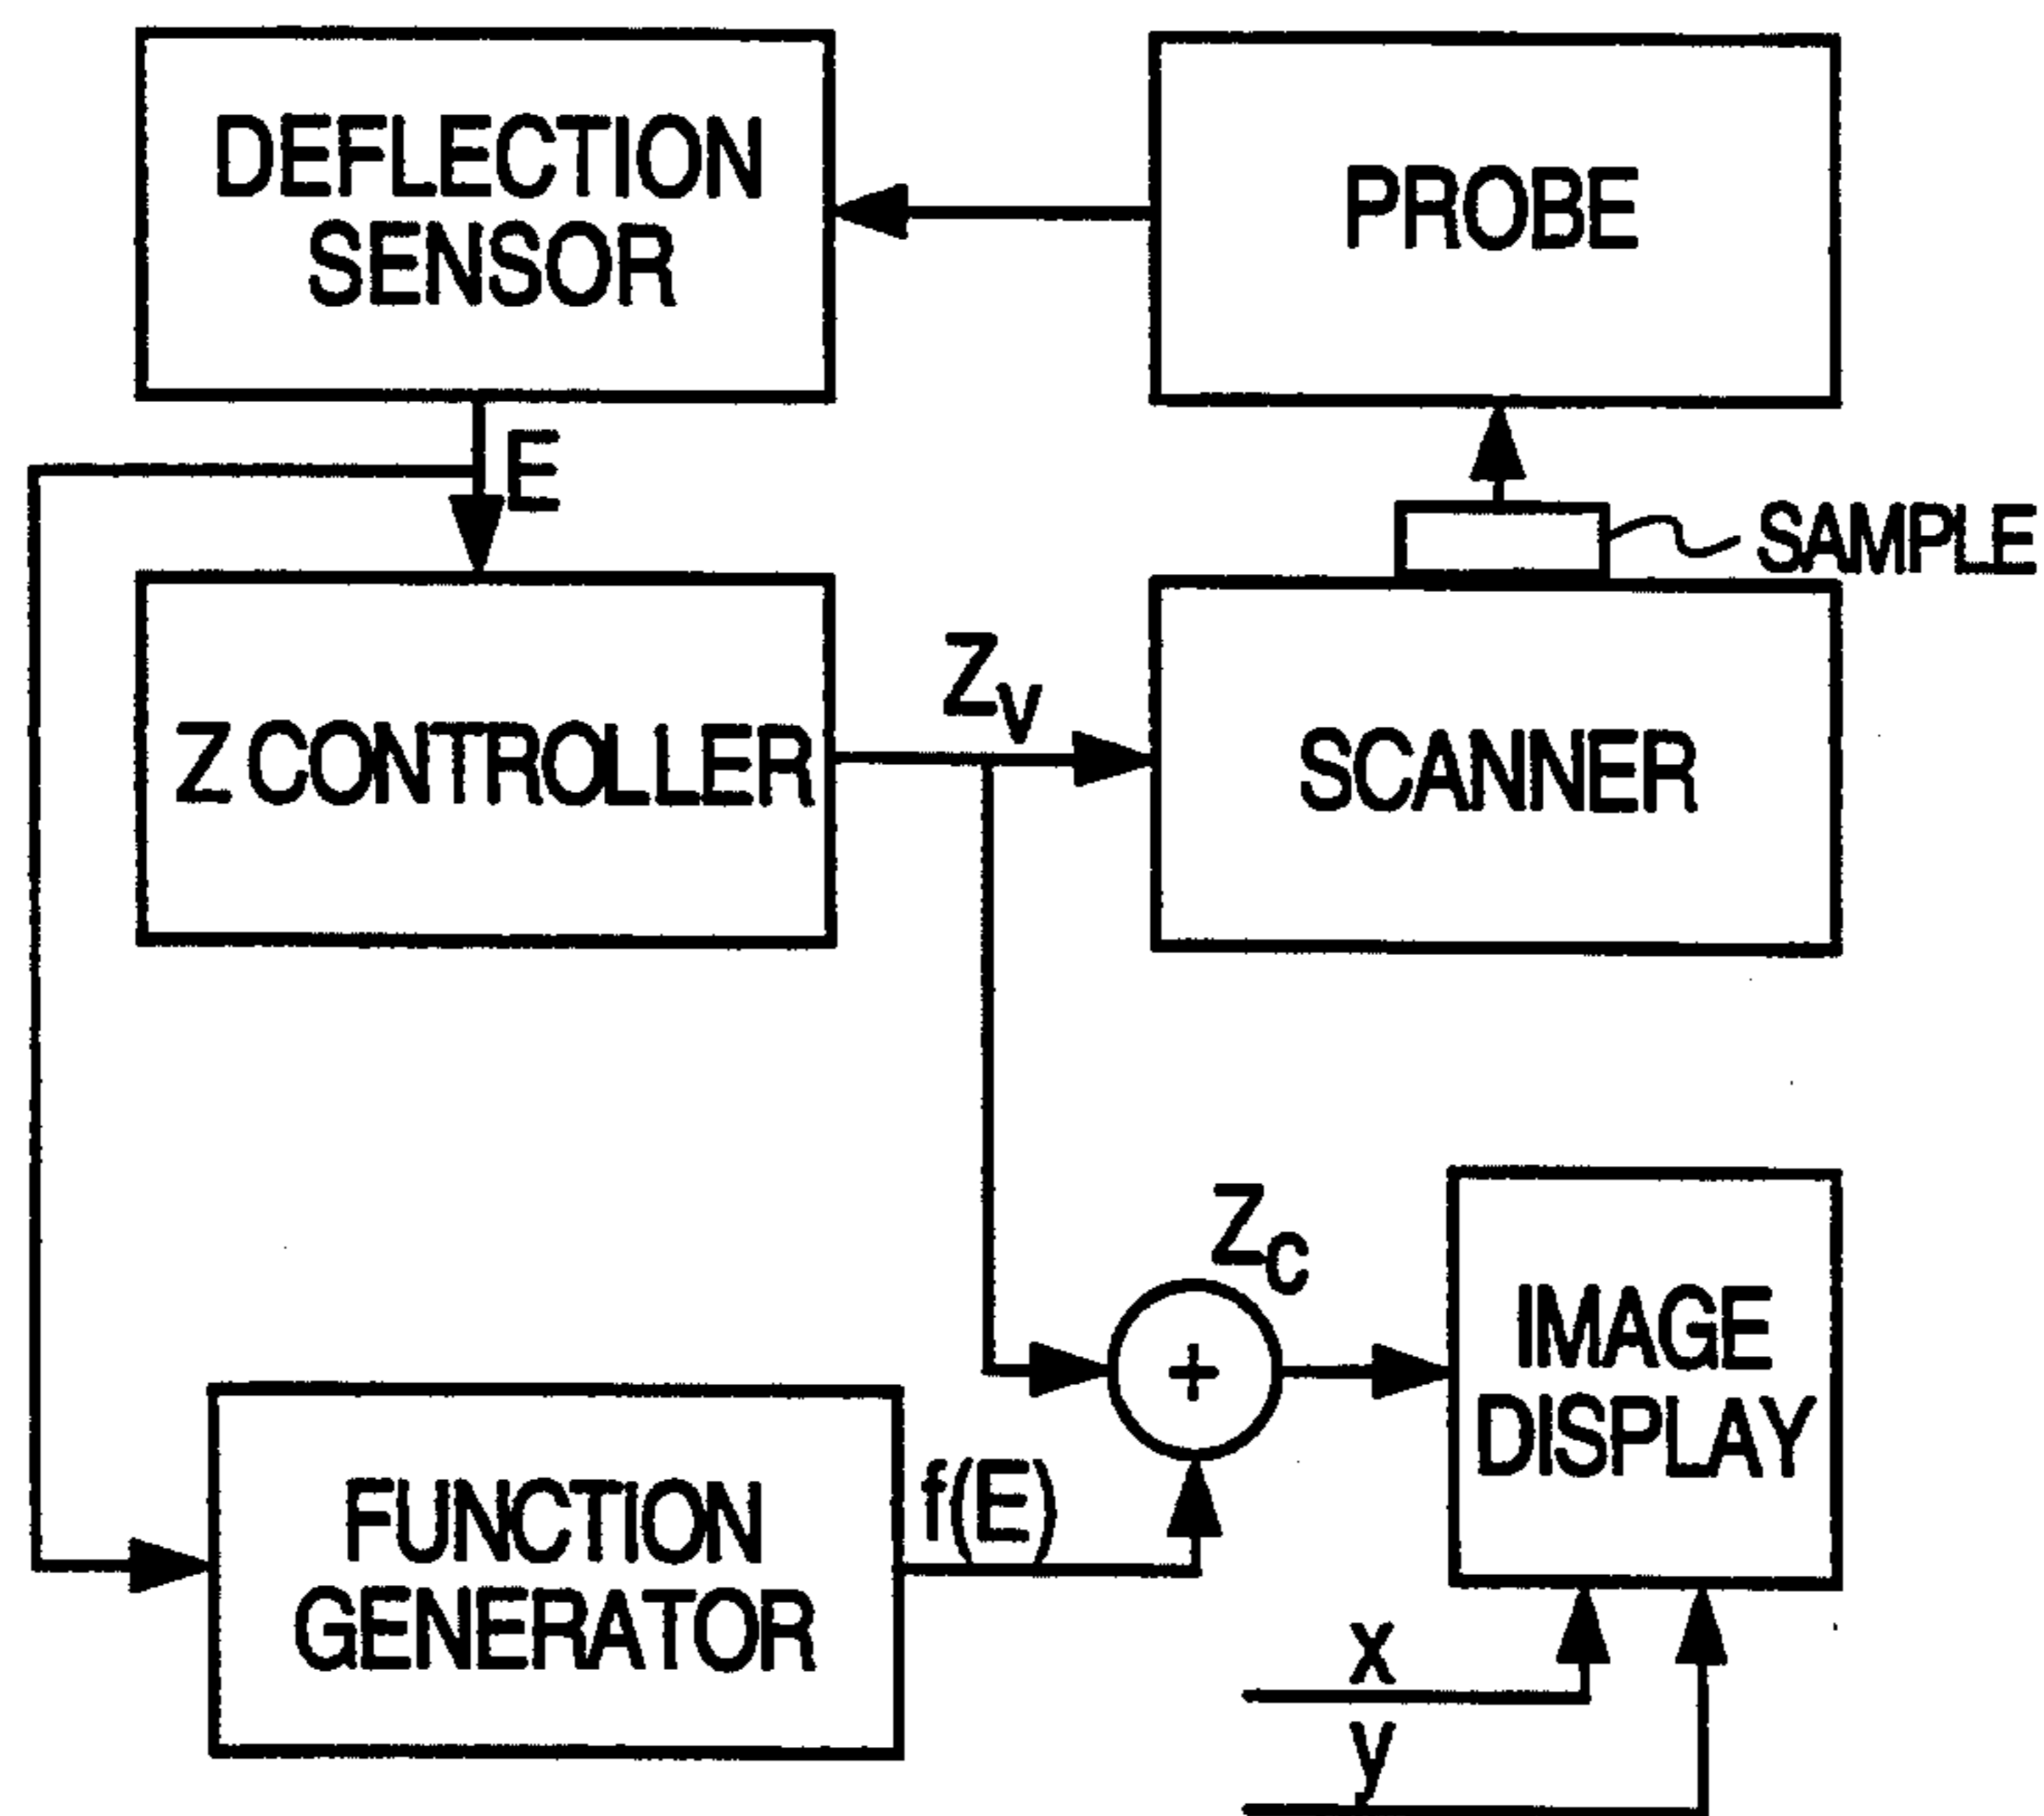 DEFLECTION
SENSOR
PROBE
E
SAMPLE
Z CONTROLLER
Zv
SCANNER
Zc
IMAGE
DISPLAY
f(E)
FUNCTION
GENERATOR
x
y
+